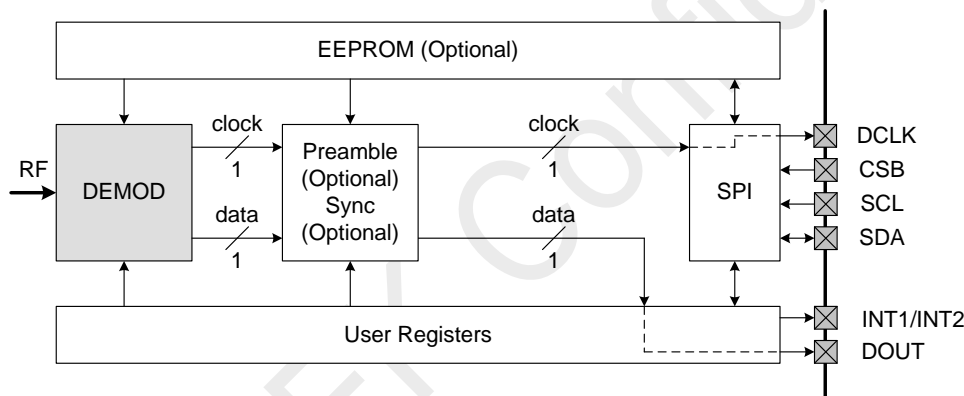 EEPROM (Optional)
RF
DEMOD
clock
1
data
1
Preamble
(Optional)
Sync
(Optional)
clock
1
data
1
SPI
DCLK
CSB
SCL
SDA
User Registers
INT1/INT2
DOUT